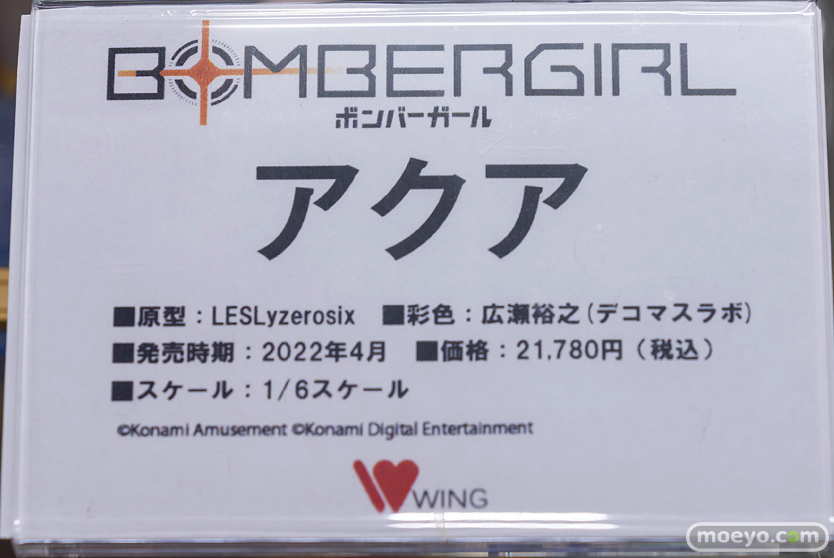 BOMBERGIRL
ボンバーガール
アクア
■原型：LESLyzerosix　■彩色：広瀬裕之(デコマスラボ)
■発売時期：2022年4月　■価格：21,780円（税込）
■スケール：1/6スケール
©Konami Amusement ©Konami Digital Entertainment
WING
moeyo.com